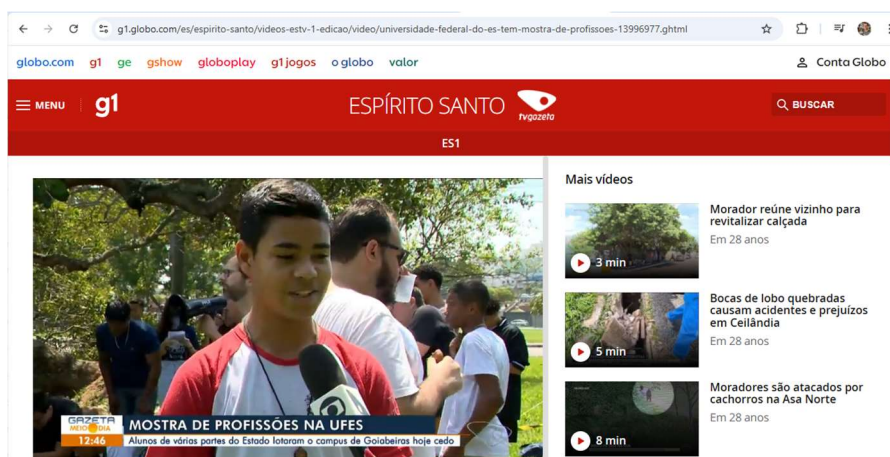 g1.globo.com/es/espirito-santo/videos-estv-1-edicao/video/universidade-federal-do-es-tem-mostra-de-profissoes-13996977.ghtml
globo.com g1 ge gshow globoplay g1 jogos o globo valor Conta Globo
MENU g1 ESPÍRITO SANTO tvgazeta BUSCAR
ES1
Mais vídeos
3 min
Morador reúne vizinho para
revitalizar calçada
Em 28 anos
5 min
Bocas de lobo quebradas
causam acidentes e prejuízos
em Ceilândia
Em 28 anos
8 min
Moradores são atacados por
cachorros na Asa Norte
Em 28 anos
GAZETA
MEIO DIA
12:46
MOSTRA DE PROFISSÕES NA UFES
Alunos de várias partes do Estado lotaram o campus de Goiabeiras hoje cedo